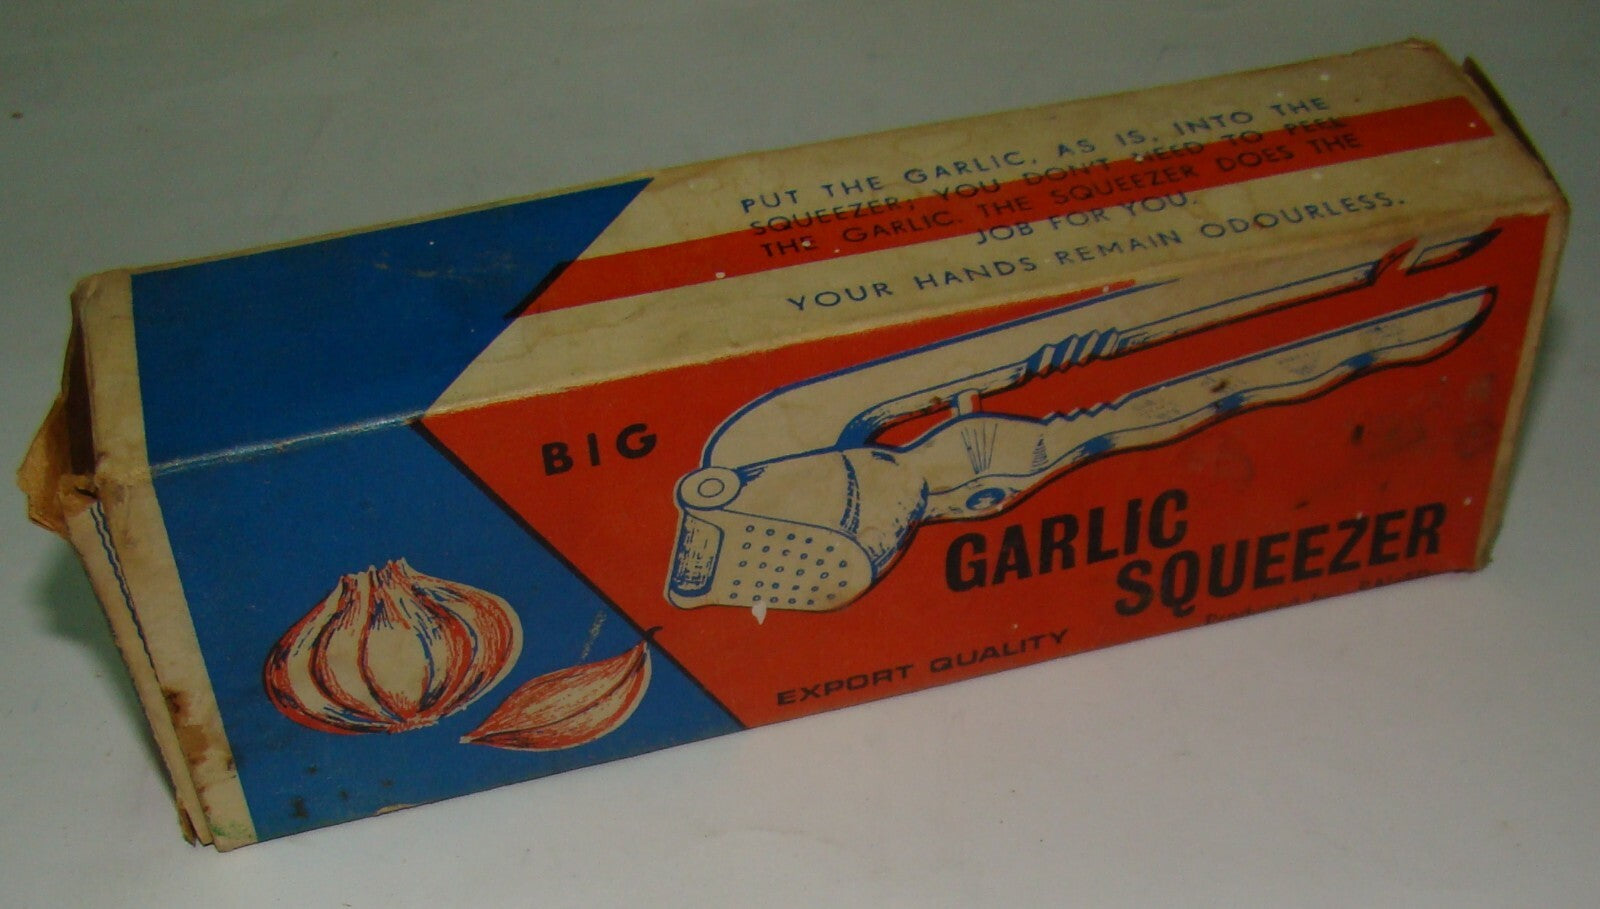 PUT THE GARLIC, AS IS, INTO THE
SQUEEZER; YOU DON'T NEED TO PEEL
THE GARLIC. THE SQUEEZER DOES THE
JOB FOR YOU.
YOUR HANDS REMAIN ODOURLESS.
BIG
GARLIC
SQUEEZER
EXPORT QUALITY